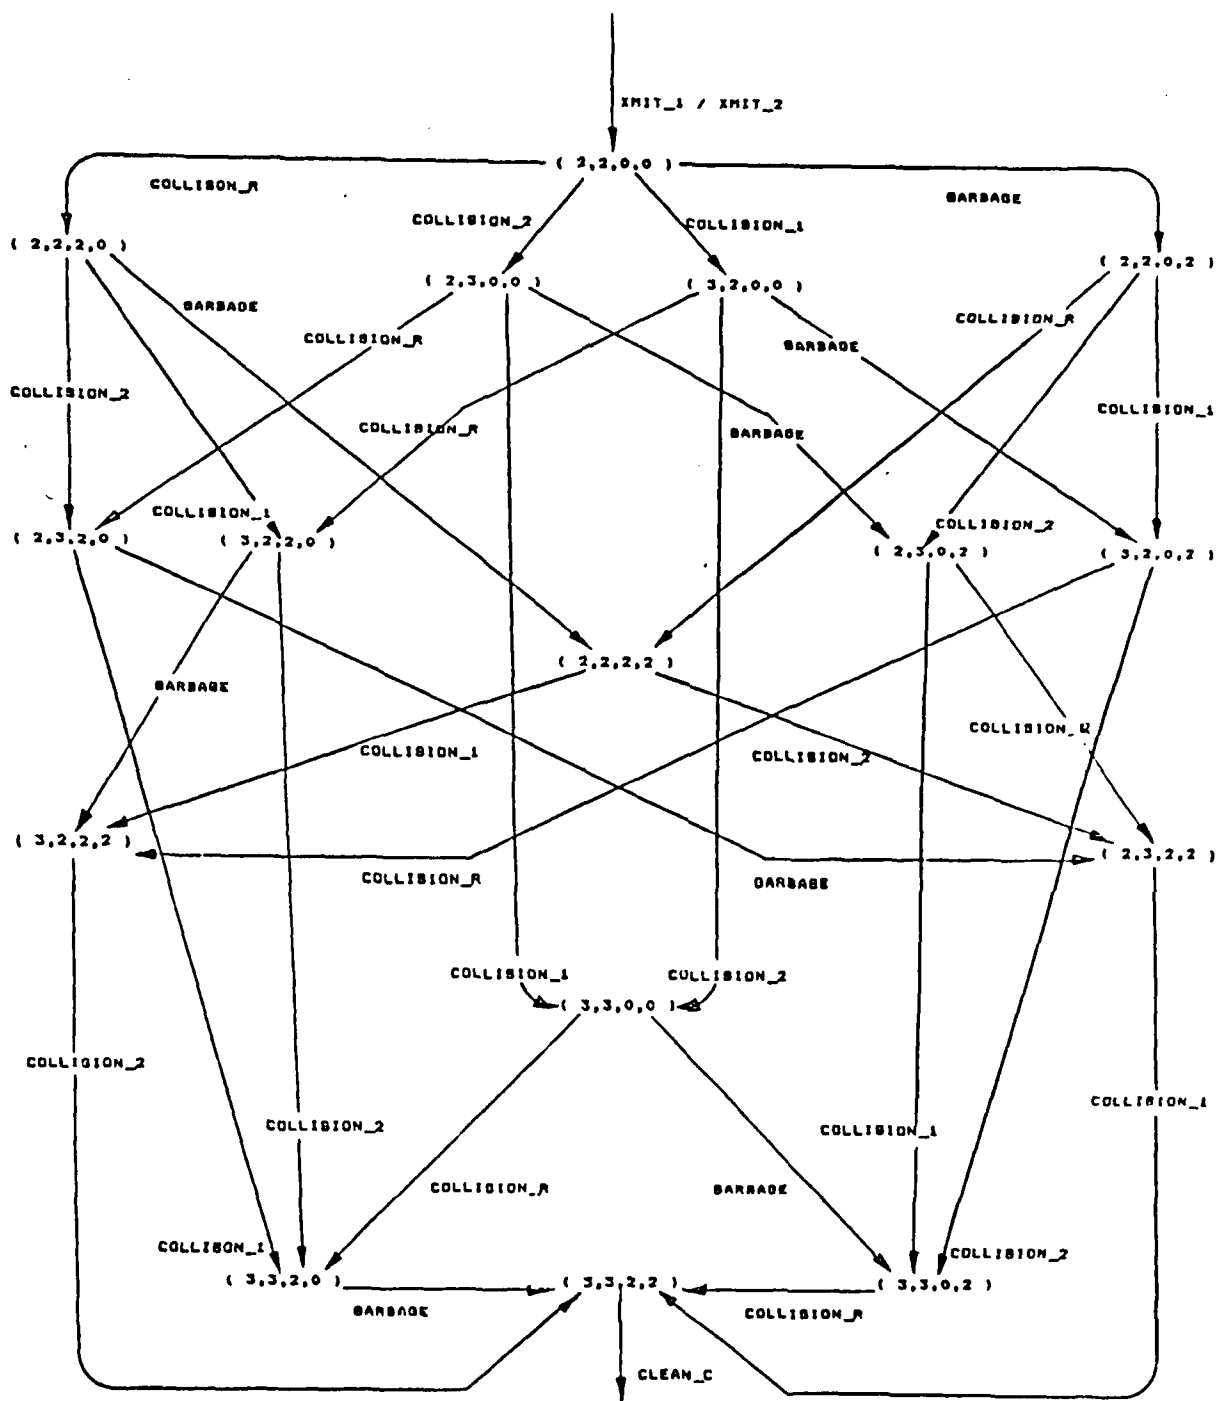 XMIT_1 / XMIT_2
( 2,2,0,0 )
COLLISON_R
GARBAGE
COLLISION_2
COLLISION_1
( 2,2,2,0 )
( 2,2,0,2 )
( 2,3,0,0 )
( 3,2,0,0 )
GARBAGE
COLLISION_R
COLLISION_R
GARBAGE
COLLISION_2
COLLISION_1
COLLISION_R
GARBAGE
COLLISION_1
COLLISION_2
( 2,3,2,0 )
( 3,2,2,0 )
( 2,3,0,2 )
( 3,2,0,2 )
( 2,2,2,2 )
GARBAGE
COLLISION_R
COLLISION_1
COLLISION_2
( 3,2,2,2 )
( 2,3,2,2 )
COLLISION_R
GARBAGE
COLLISION_1
COLLISION_2
( 3,3,0,0 )
COLLISION_2
COLLISION_1
COLLISION_2
COLLISION_1
COLLISION_R
GARBAGE
COLLISON_1
COLLISION_2
( 3,3,2,0 )
( 3,3,2,2 )
( 3,3,0,2 )
GARBAGE
COLLISION_R
CLEAN_C